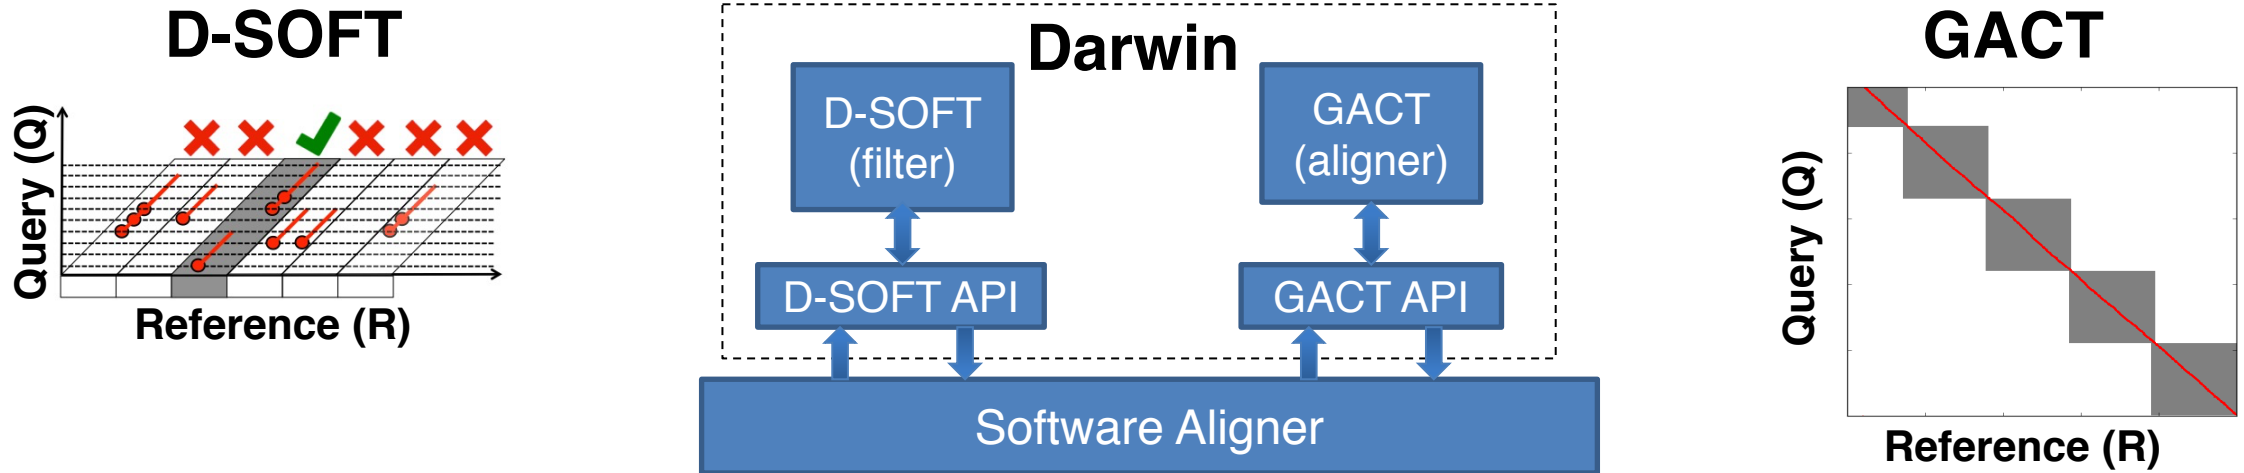 D-SOFT
Query (Q)
Reference (R)
Darwin
D-SOFT
(filter)
GACT
(aligner)
D-SOFT API
GACT API
Software Aligner
GACT
Query (Q)
Reference (R)